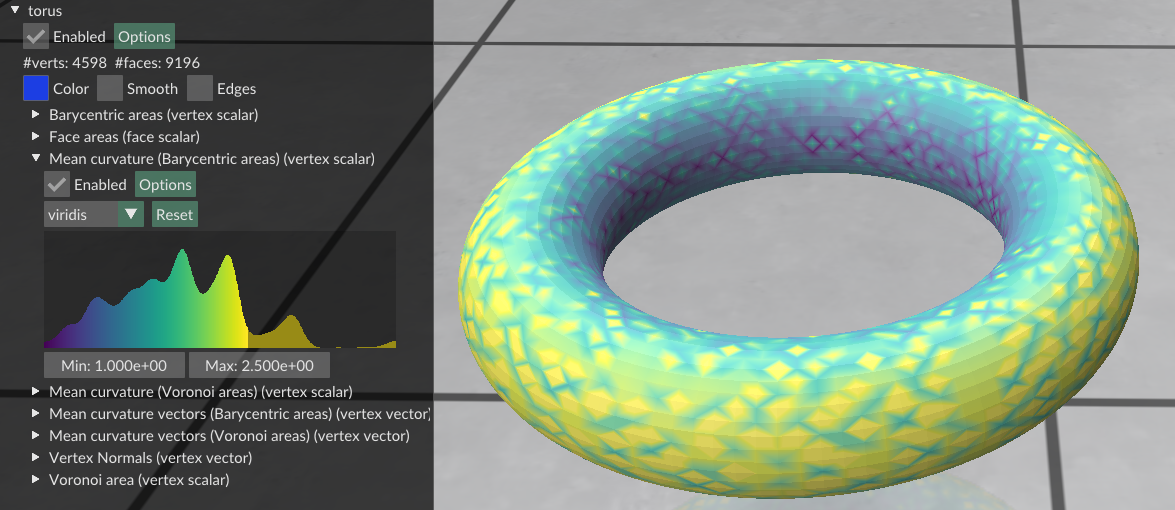 torus
Enabled Options
#verts: 4598 #faces: 9196
Color Smooth Edges
Barycentric areas (vertex scalar)
Face areas (face scalar)
Mean curvature (Barycentric areas) (vertex scalar)
Enabled Options
viridis Reset
Min: 1.000e+00 Max: 2.500e+00
Mean curvature (Voronoi areas) (vertex scalar)
Mean curvature vectors (Barycentric areas) (vertex vector)
Mean curvature vectors (Voronoi areas) (vertex vector)
Vertex Normals (vertex vector)
Voronoi area (vertex scalar)